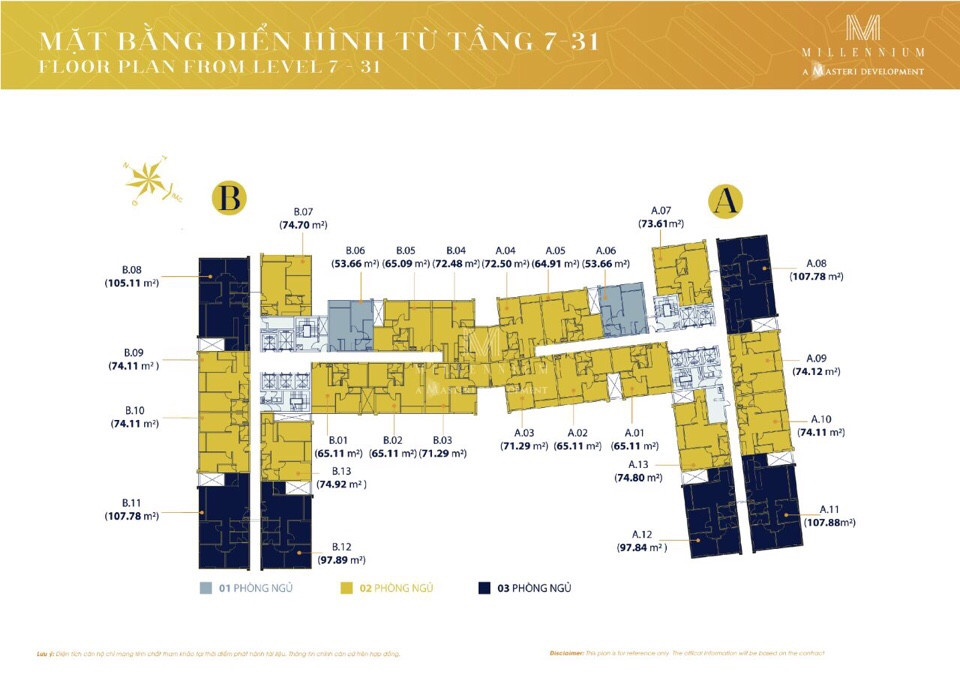 MẶT BẰNG ĐIỂN HÌNH TỪ TẦNG 7-31
FLOOR PLAN FROM LEVEL 7 - 31
M
MILLENNIUM
A MASTERI DEVELOPMENT
B
A
B.07
(74.70 m²)
A.07
(73.61m²)
B.06
(53.66 m²)
B.05
(65.09 m²)
B.04
(72.48 m²)
A.04
(72.50 m²)
A.05
(64.91 m²)
A.06
(53.66 m²)
B.08
(105.11 m²)
A.08
(107.78 m²)
B.09
(74.11 m²)
A.09
(74.12 m²)
MILLENNIUM
A MASTERI DEVELOPMENT
B.10
(74.11 m²)
A.10
(74.11 m²)
B.01
(65.11 m²)
B.02
(65.11 m²)
B.03
(71.29 m²)
A.03
(71.29 m²)
A.02
(65.11 m²)
A.01
(65.11 m²)
B.13
(74.92 m²)
A.13
(74.80 m²)
B.11
(107.78 m²)
A.11
(107.88m²)
B.12
(97.89 m²)
A.12
(97.84 m²)
01 PHÒNG NGỦ
02 PHÒNG NGỦ
03 PHÒNG NGỦ
Lưu ý: Diện tích căn hộ chỉ mang tính chất tham khảo tại thời điểm phát hành tài liệu. Thông tin chính căn cứ trên hợp đồng.
Disclaimer: This plan is for reference only. The official information will be based on the contract